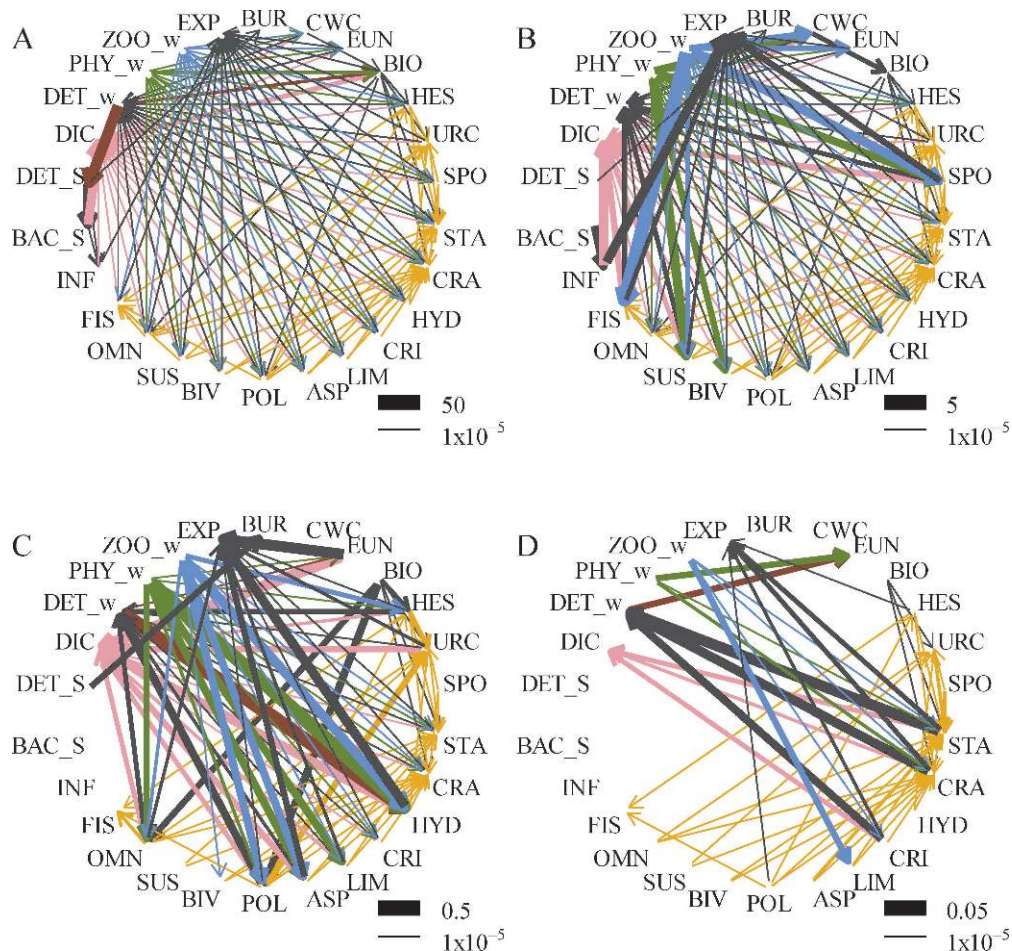 A
EXP BUR CWC
ZOO_w EUN
PHY_w BIO
DET_w HES
DIC URC
DET_S SPO
BAC_S STA
INF CRA
FIS HYD
OMN CRI
SUS LIM
BIV POL ASP
50
1x10⁻⁵
B
EXP BUR CWC
ZOO_w EUN
PHY_w BIO
DET_w HES
DIC URC
DET_S SPO
BAC_S STA
INF CRA
FIS HYD
OMN CRI
SUS LIM
BIV POL ASP
5
1x10⁻⁵
C
EXP BUR CWC
ZOO_w EUN
PHY_w BIO
DET_w HES
DIC URC
DET_S SPO
BAC_S STA
INF CRA
FIS HYD
OMN CRI
SUS LIM
BIV POL ASP
0.5
1x10⁻⁵
D
EXP BUR CWC
ZOO_w EUN
PHY_w BIO
DET_w HES
DIC URC
DET_S SPO
BAC_S STA
INF CRA
FIS HYD
OMN CRI
SUS LIM
BIV POL ASP
0.05
1x10⁻⁵